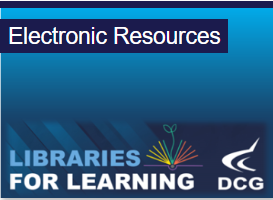 Electronic Resources
LIBRARIES
FOR LEARNING
DCG